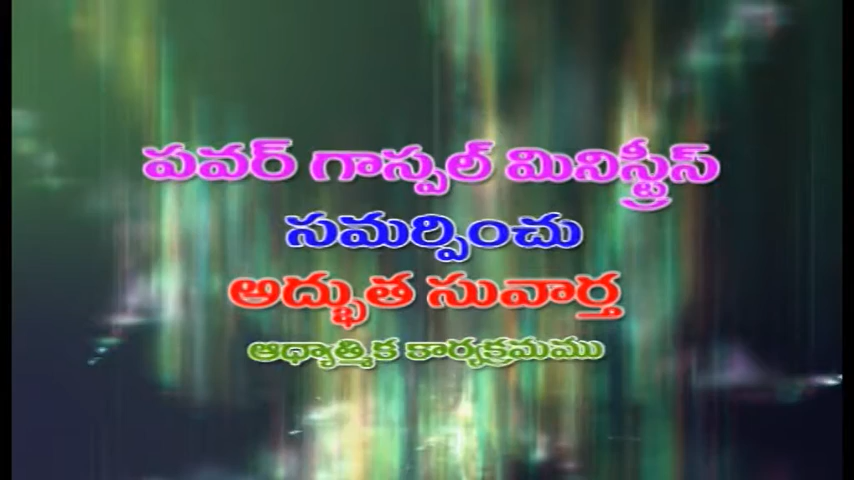 పవర్ గాస్పల్ మినిస్ట్రీస్
సమర్పించు
అద్భుత సువార్త
ఆధ్యాత్మిక కార్యక్రమము